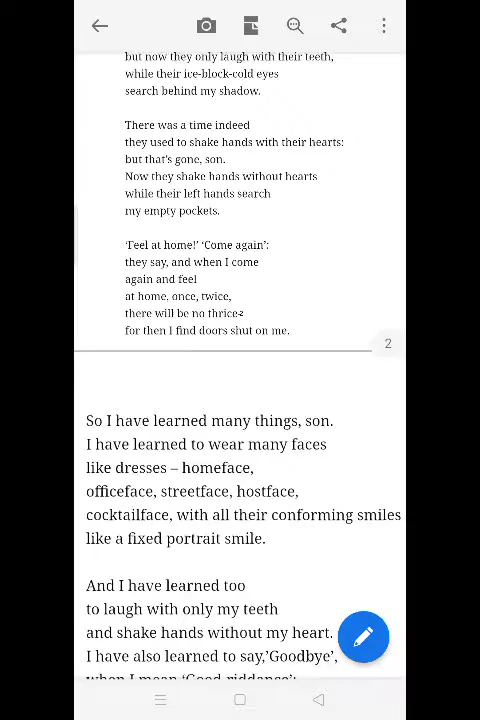 but now they only laugh with their teeth,
while their ice-block-cold eyes
search behind my shadow.
There was a time indeed
they used to shake hands with their hearts:
but that's gone, son.
Now they shake hands without hearts
while their left hands search
my empty pockets.
‘Feel at home!’ ‘Come again’:
they say, and when I come
again and feel
at home, once, twice,
there will be no thrice-
for then I find doors shut on me.
2
So I have learned many things, son.
I have learned to wear many faces
like dresses – homeface,
officeface, streetface, hostface,
cocktailface, with all their conforming smiles
like a fixed portrait smile.
And I have learned too
to laugh with only my teeth
and shake hands without my heart.
I have also learned to say,’Goodbye’,
when I mean ‘Good-riddance’: